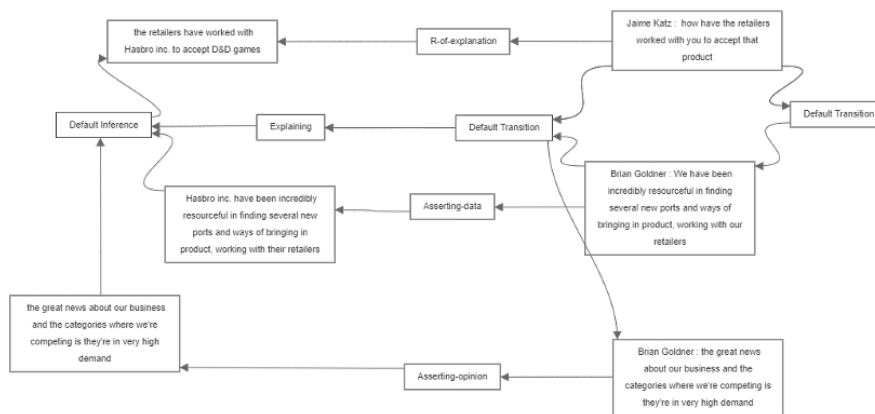 Jaime Katz : how have the retailers
worked with you to accept that
product
the retailers have worked with
Hasbro inc. to accept D&D games
R-of-explanation
Default Transition
Default Inference
Explaining
Default Transition
Brian Goldner : We have been
incredibly resourceful in finding
several new ports and ways of
bringing in product, working with our
retailers
Hasbro inc. have been incredibly
resourceful in finding several new
ports and ways of bringing in
product, working with their retailers
Asserting-data
the great news about our business
and the categories where we're
competing is they're in very high
demand
Brian Goldner : the great news
about our business and the
categories where we're competing is
they're in very high demand
Asserting-opinion